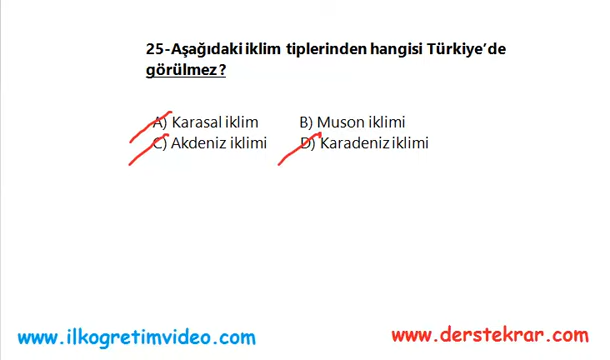 25-Aşağıdaki iklim tiplerinden hangisi Türkiye’de
görülmez?
A) Karasal iklim B) Muson iklimi
C) Akdeniz iklimi D) Karadeniz iklimi
www.ilkogretimvideo.com www.derstekrar.com